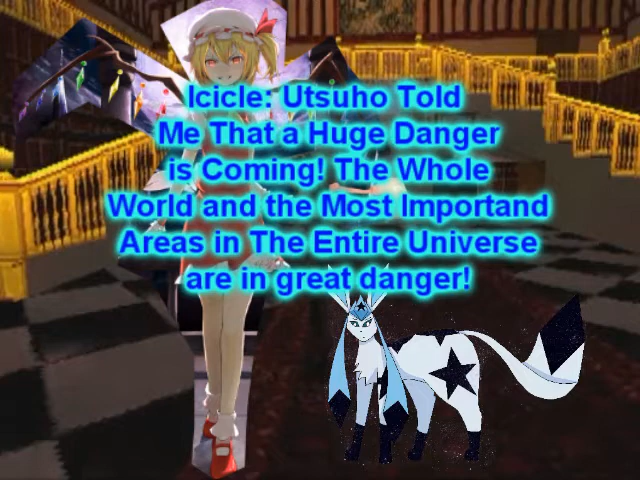 Icicle: Utsuho Told
Me That a Huge Danger
is Coming! The Whole
World and the Most Importand
Areas in The Entire Universe
are in great danger!